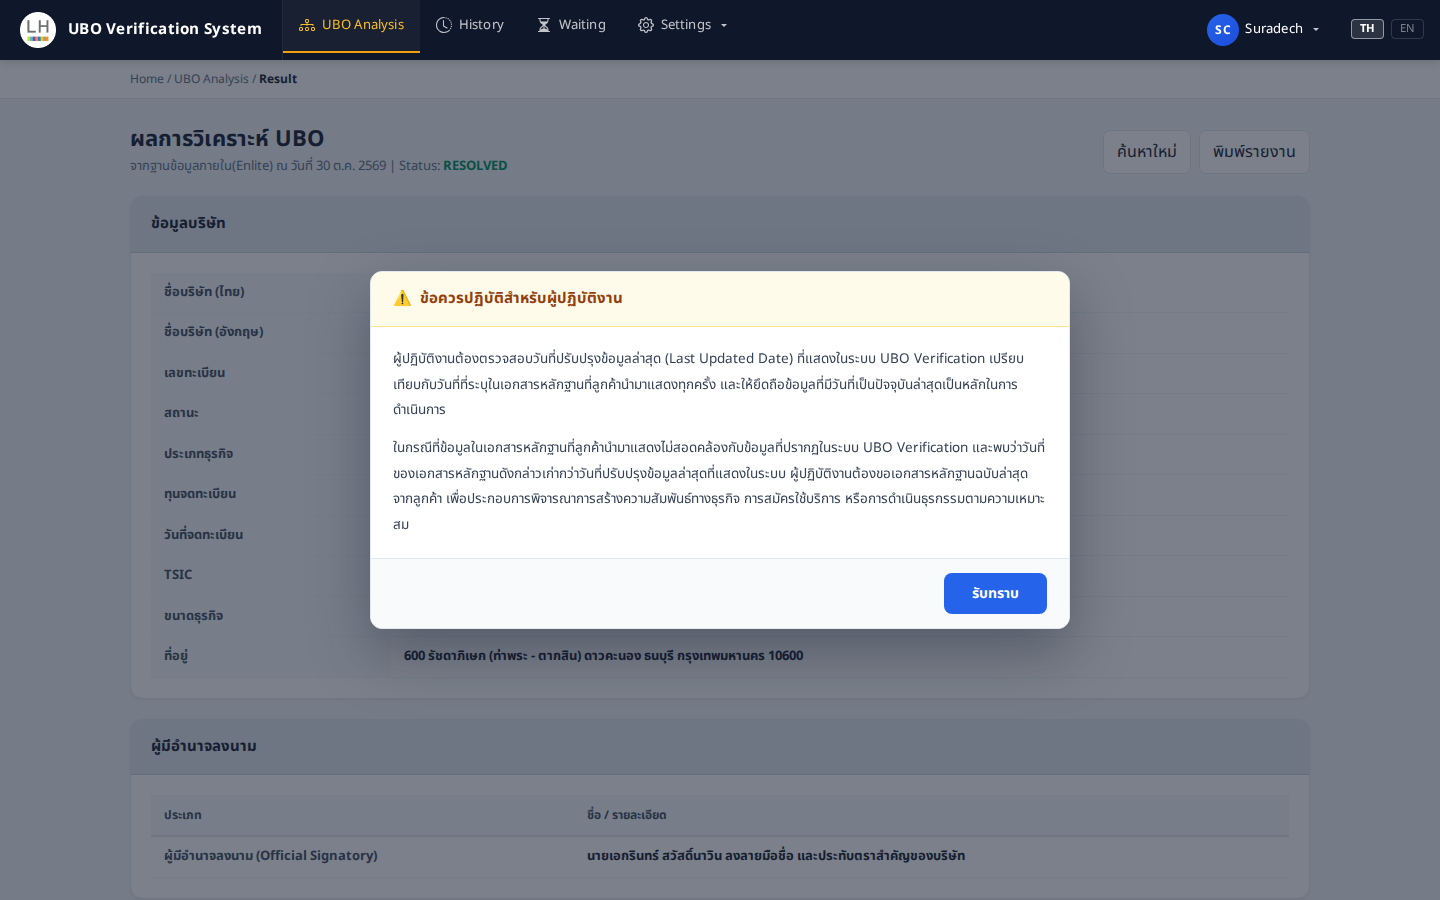 LH
UBO Verification System
UBO Analysis
History
Waiting
Settings
SC
Suradech
TH
EN
Home / UBO Analysis / Result
ผลการวิเคราะห์ UBO
จากฐานข้อมูลภายใน(Enlite) ณ วันที่ 30 ต.ค. 2569 | Status: RESOLVED
ค้นหาใหม่
พิมพ์รายงาน
ข้อมูลบริษัท
ชื่อบริษัท (ไทย)
ชื่อบริษัท (อังกฤษ)
เลขทะเบียน
สถานะ
ประเภทธุรกิจ
ทุนจดทะเบียน
วันที่จดทะเบียน
TSIC
ขนาดธุรกิจ
ที่อยู่
600 รัชดาภิเษก (ท่าพระ - ตากสิน) ดาวคะนอง ธนบุรี กรุงเทพมหานคร 10600
ข้อควรปฏิบัติสำหรับผู้ปฏิบัติงาน
ผู้ปฏิบัติงานต้องตรวจสอบวันที่ปรับปรุงข้อมูลล่าสุด (Last Updated Date) ที่แสดงในระบบ UBO Verification เปรียบ
เทียบกับวันที่ที่ระบุในเอกสารหลักฐานที่ลูกค้านำมาแสดงทุกครั้ง และให้ยึดถือข้อมูลที่มีวันที่เป็นปัจจุบันล่าสุดเป็นหลักในการ
ดำเนินการ
ในกรณีที่ข้อมูลในเอกสารหลักฐานที่ลูกค้านำมาแสดงไม่สอดคล้องกับข้อมูลที่ปรากฏในระบบ UBO Verification และพบว่าวันที่
ของเอกสารหลักฐานดังกล่าวเก่ากว่าวันที่ปรับปรุงข้อมูลล่าสุดที่แสดงในระบบ ผู้ปฏิบัติงานต้องขอเอกสารหลักฐานฉบับล่าสุด
จากลูกค้า เพื่อประกอบการพิจารณาการสร้างความสัมพันธ์ทางธุรกิจ การสมัครใช้บริการ หรือการดำเนินธุรกรรมตามความเหมาะ
สม
รับทราบ
ผู้มีอำนาจลงนาม
ประเภท
ชื่อ / รายละเอียด
ผู้มีอำนาจลงนาม (Official Signatory)
นายเอกรินทร์ สวัสดิ์นาวิน ลงลายมือชื่อ และประทับตราสำคัญของบริษัท